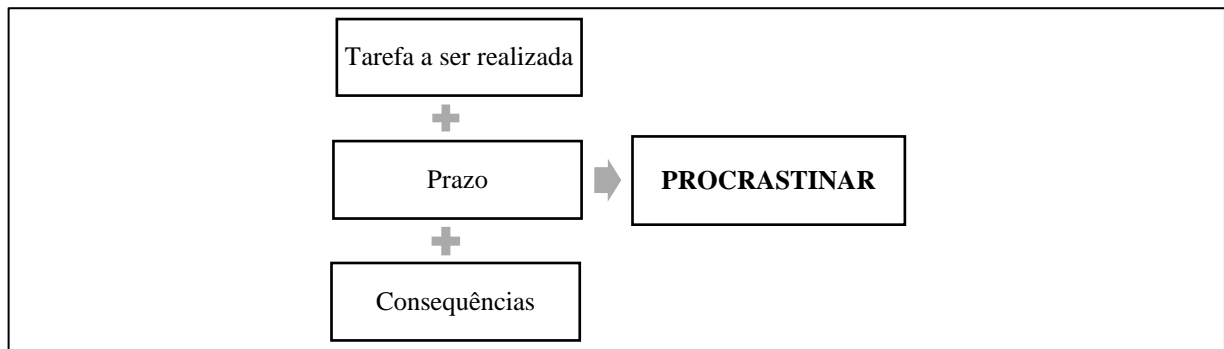 Tarefa a ser realizada
Prazo
PROCRASTINAR
Consequências